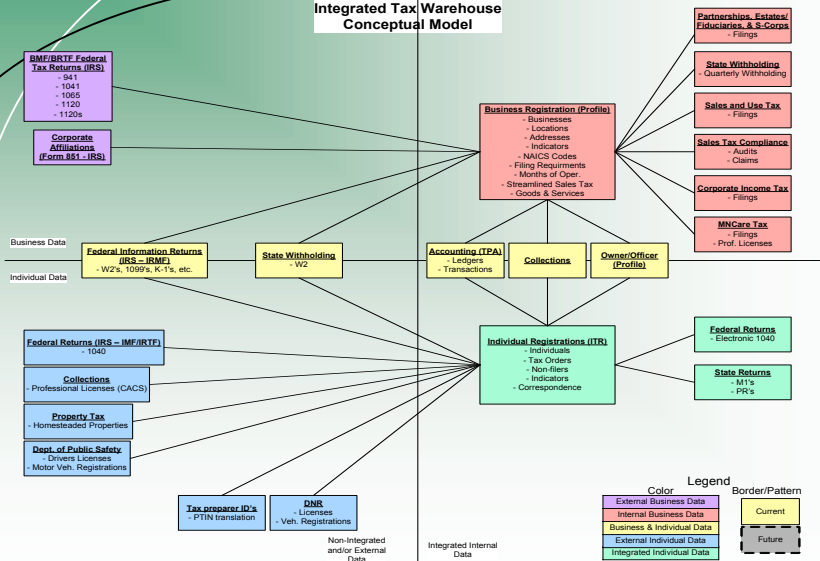 Integrated Tax Warehouse
Conceptual Model
BMF/BRTF Federal
Tax Returns (IRS)
- 941
- 1041
- 1065
- 1120
- 1120s
Corporate
Affiliations
(Form 851 - IRS)
Business Registration (Profile)
- Businesses
- Locations
- Addresses
- Indicators
- NAICS Codes
- Filing Requirments
- Months of Oper.
- Streamlined Sales Tax
- Goods & Services
Partnerships, Estates/
Fiduciaries, & S-Corps
- Filings
State Withholding
- Quarterly Withholding
Sales and Use Tax
- Filings
Sales Tax Compliance
- Audits
- Claims
Corporate Income Tax
- Filings
MNCare Tax
- Filings
- Prof. Licenses
Business Data
Individual Data
Federal Information Returns
(IRS – IRMF)
- W2's, 1099's, K-1's, etc.
State Withholding
- W2
Accounting (TPA)
- Ledgers
- Transactions
Collections
Owner/Officer
(Profile)
Federal Returns (IRS – IMF/IRTF)
- 1040
Collections
- Professional Licenses (CACS)
Property Tax
- Homesteaded Properties
Dept. of Public Safety
- Drivers Licenses
- Motor Veh. Registrations
Tax preparer ID's
- PTIN translation
DNR
- Licenses
- Veh. Registrations
Individual Registrations (ITR)
- Individuals
- Tax Orders
- Non-filers
- Indicators
- Correspondence
Federal Returns
- Electronic 1040
State Returns
- M1's
- PR's
Non-Integrated
and/or External
Data
Integrated Internal
Data
Legend
Color
Border/Pattern
External Business Data
Internal Business Data
Business & Individual Data
External Individual Data
Integrated Individual Data
Current
Future